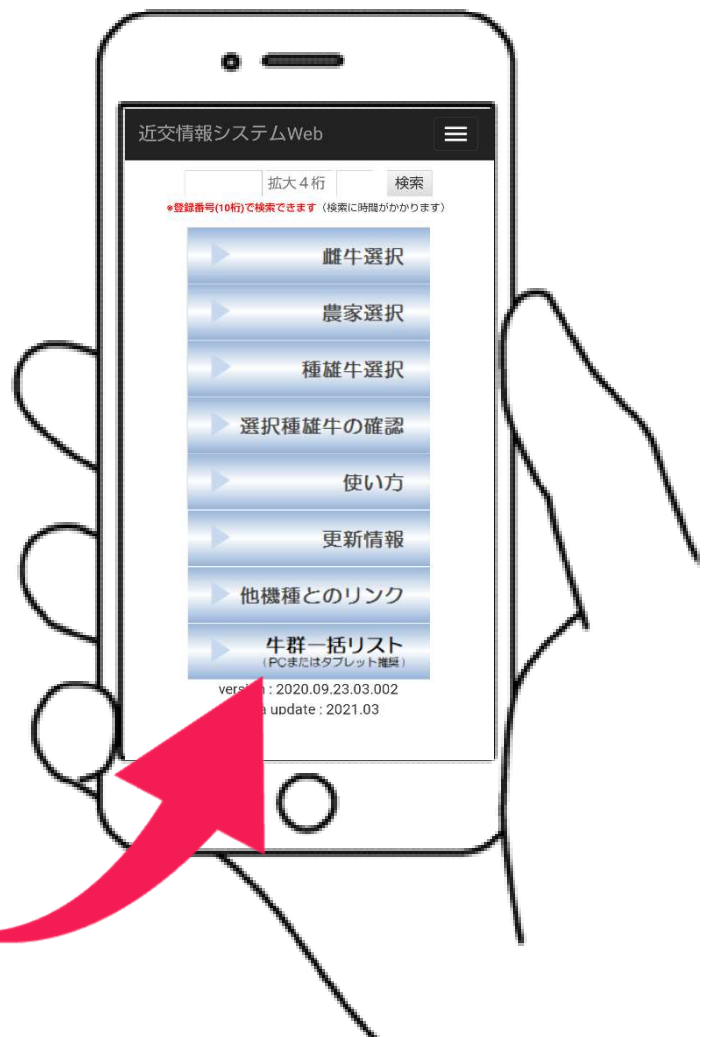 近交情報システムWeb
拡大4桁 検索
※登録番号(10桁)で検索できます (検索に時間がかかります)
雌牛選択
農家選択
種雄牛選択
選択種雄牛の確認
使い方
更新情報
他機種とのリンク
牛群一括リスト
(PCまたはタブレット推奨)
: 2020.09.23.03.002
update : 2021.03